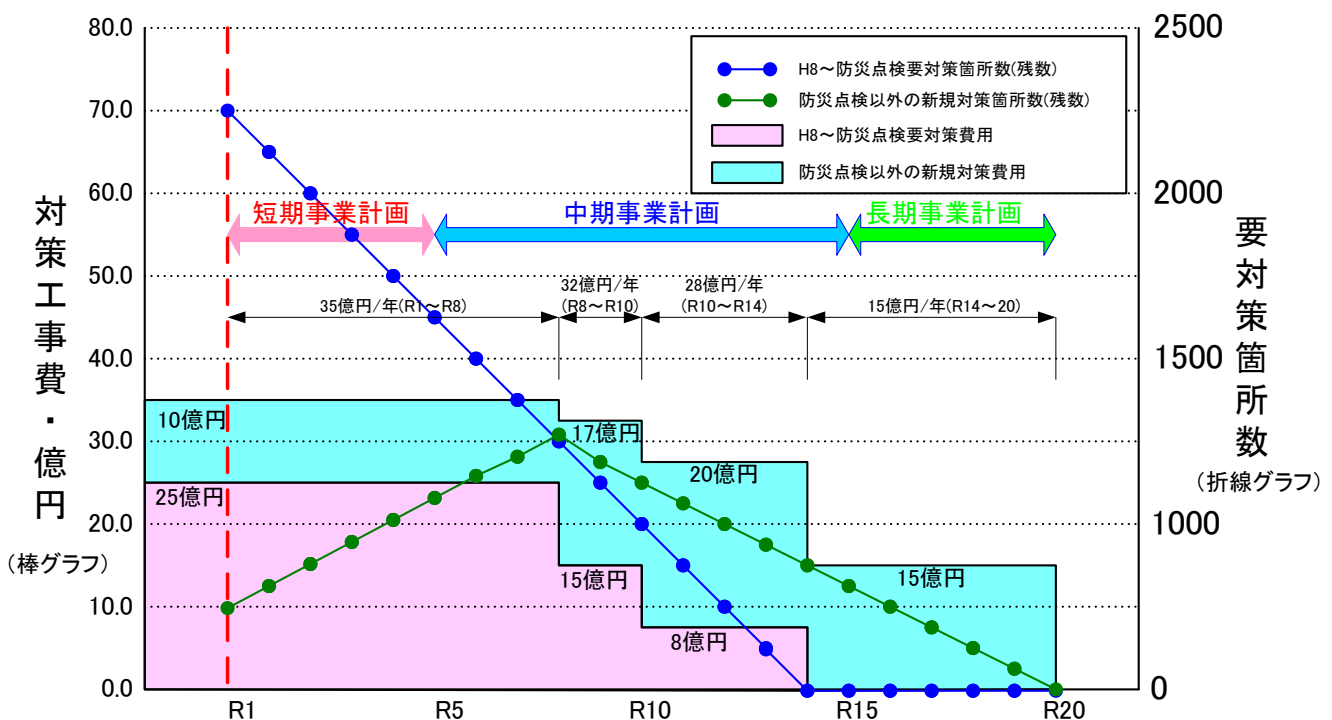 対策工事費・億円
（棒グラフ）
80.0
70.0
60.0
50.0
40.0
30.0
20.0
10.0
0.0
2500
2000
1500
1000
500
0
要対策箇所数
（折線グラフ）
H8～防災点検要対策箇所数(残数)
防災点検以外の新規対策箇所数(残数)
H8～防災点検要対策費用
防災点検以外の新規対策費用
短期事業計画
中期事業計画
長期事業計画
35億円/年(R1～R8)
32億円/年
(R8～R10)
28億円/年
(R10～R14)
15億円/年(R14～20)
10億円
17億円
20億円
15億円
25億円
15億円
8億円
R1
R5
R10
R15
R20